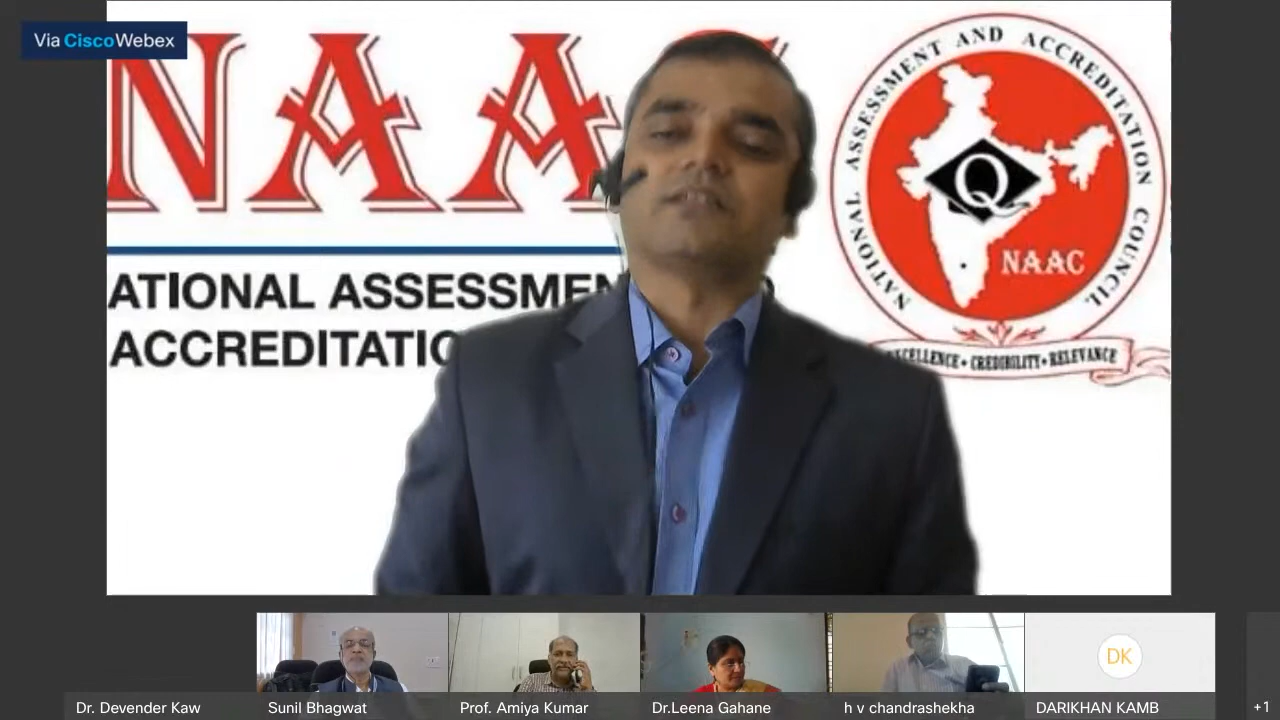 Via CiscoWebex
NAA
ATIONAL ASSESSMEN
ACCREDITATIO
NATIONAL ASSESSMENT AND ACCREDITATION COUNCIL
Q
NAAC
EXCELLENCE • CREDIBILITY • RELEVANCE
DK
Dr. Devender Kaw
Sunil Bhagwat
Prof. Amiya Kumar
Dr.Leena Gahane
h v chandrashekha
DARIKHAN KAMB
+1